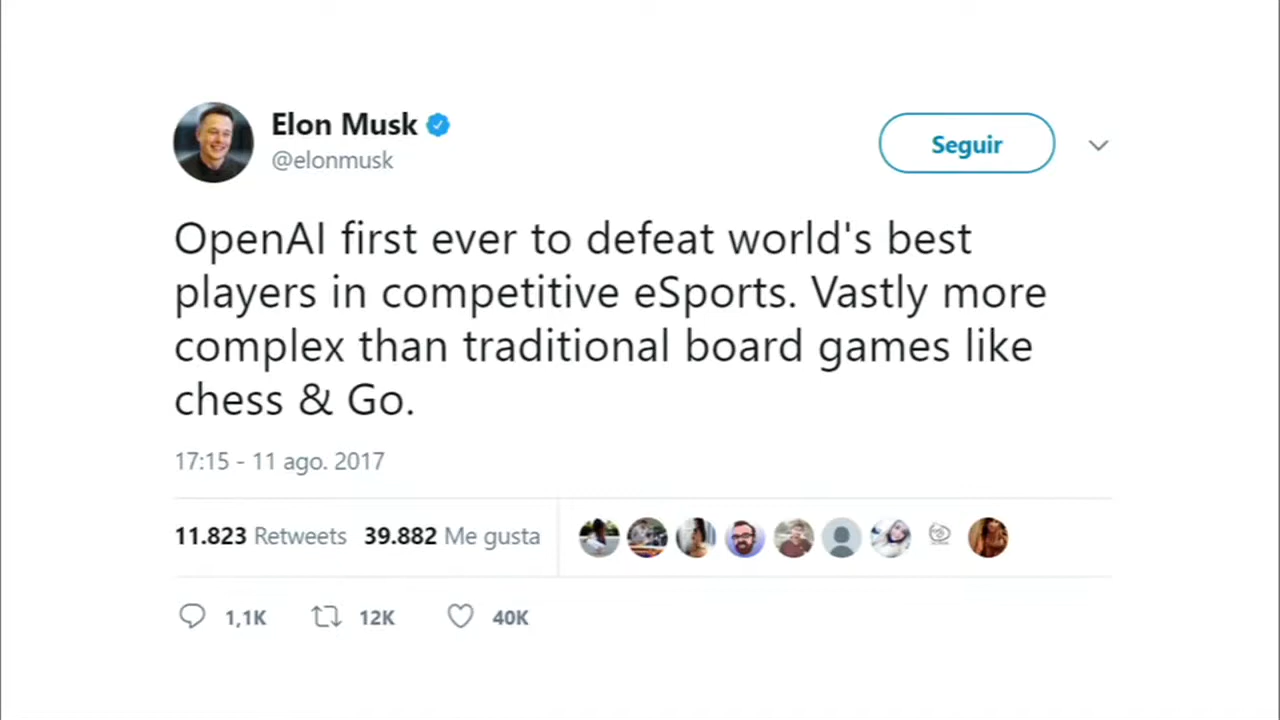 Elon Musk
@elonmusk
Seguir
OpenAI first ever to defeat world's best
players in competitive eSports. Vastly more
complex than traditional board games like
chess & Go.
17:15 - 11 ago. 2017
11.823 Retweets 39.882 Me gusta
1,1K 12K 40K